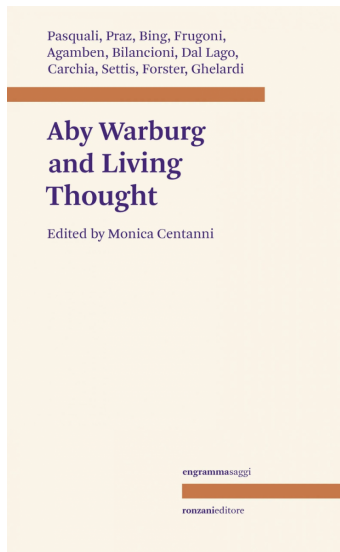 Pasquali, Praz, Bing, Frugoni,
Agamben, Bilancioni, Dal Lago,
Carchia, Settis, Forster, Ghelardi
Aby Warburg
and Living
Thought
Edited by Monica Centanni
engrammasaggi
ronzanieditore